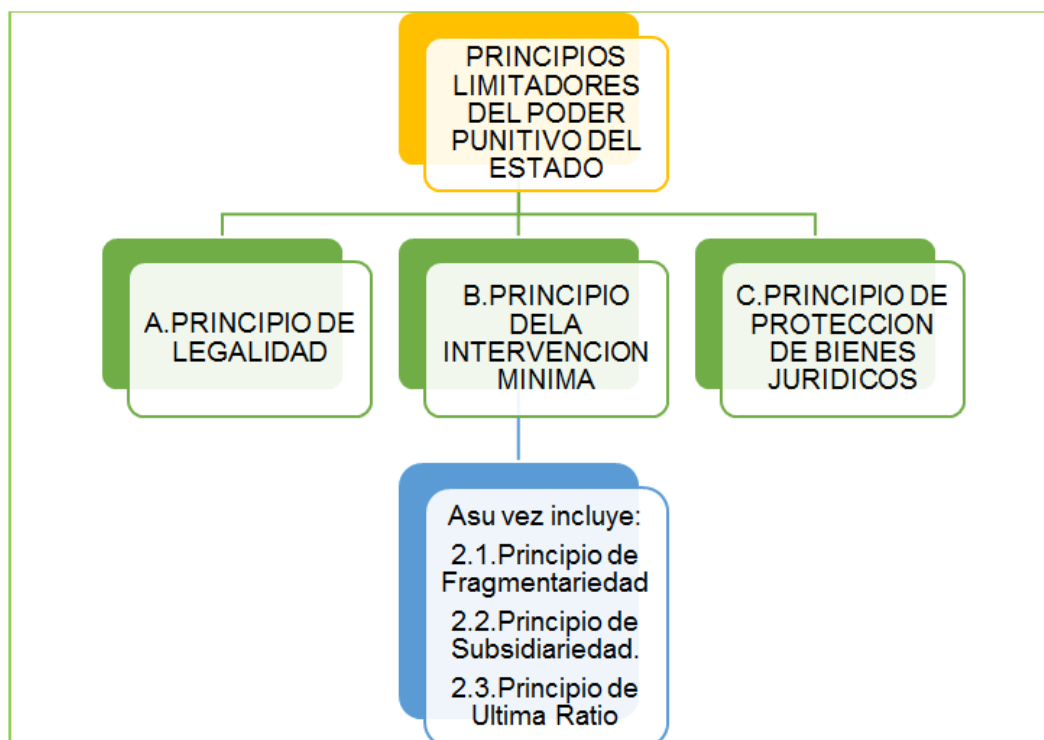 PRINCIPIOS
LIMITADORES
DEL PODER
PUNITIVO DEL
ESTADO
A.PRINCIPIO DE
LEGALIDAD
B.PRINCIPIO
DELA
INTERVENCION
MINIMA
C.PRINCIPIO DE
PROTECCION
DE BIENES
JURIDICOS
Asu vez incluye:
2.1.Principio de
Fragmentariedad
2.2.Principio de
Subsidiariedad.
2.3.Principio de
Ultima Ratio